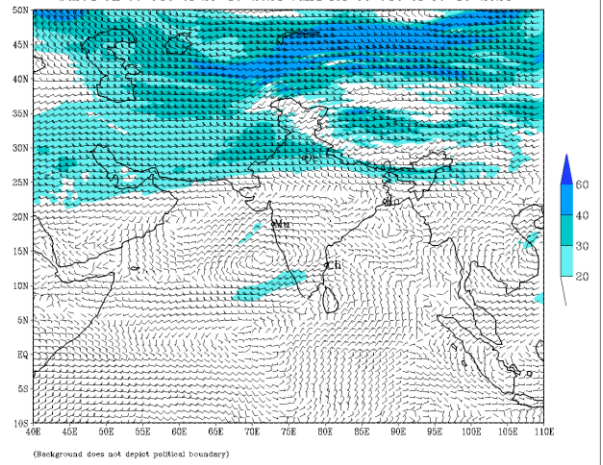 50N
45N
40N
35N
30N
25N
20N
15N
10N
5N
EQ
5S
10S
40E 45E 50E 55E 60E 65E 70E 75E 80E 85E 90E 95E 100E 105E 110E
60
40
30
20
Mu
Ch
(Background does not depict political boundary)